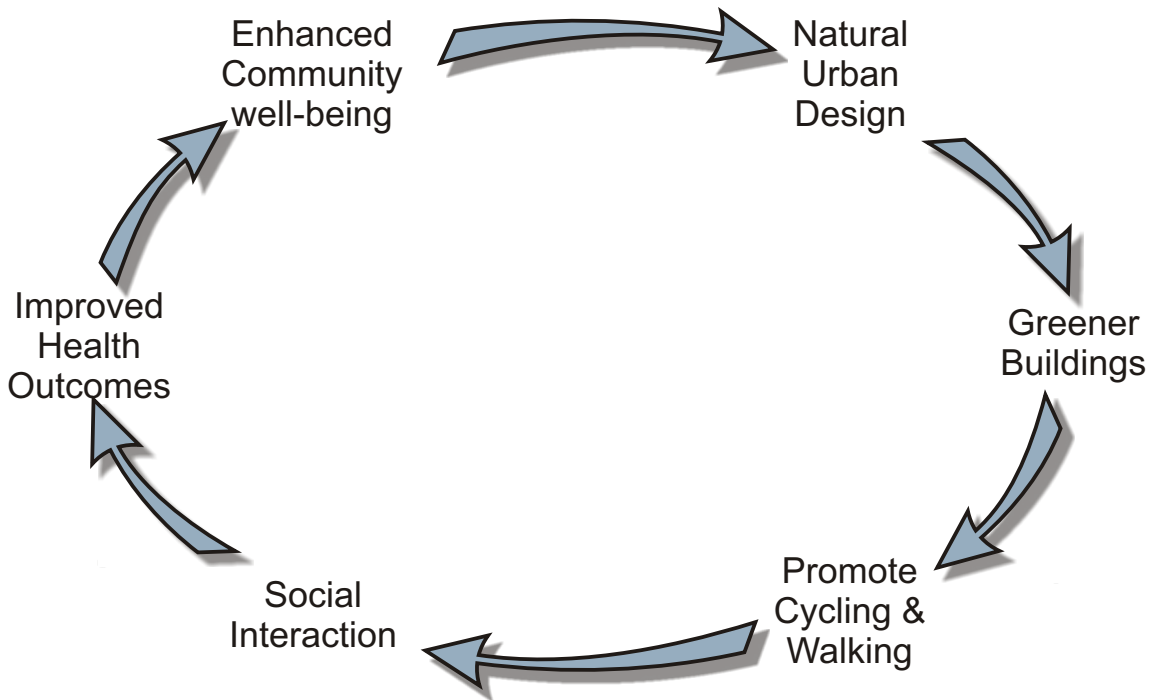 Enhanced
Community
well-being
Natural
Urban
Design
Greener
Buildings
Promote
Cycling &
Walking
Social
Interaction
Improved
Health
Outcomes